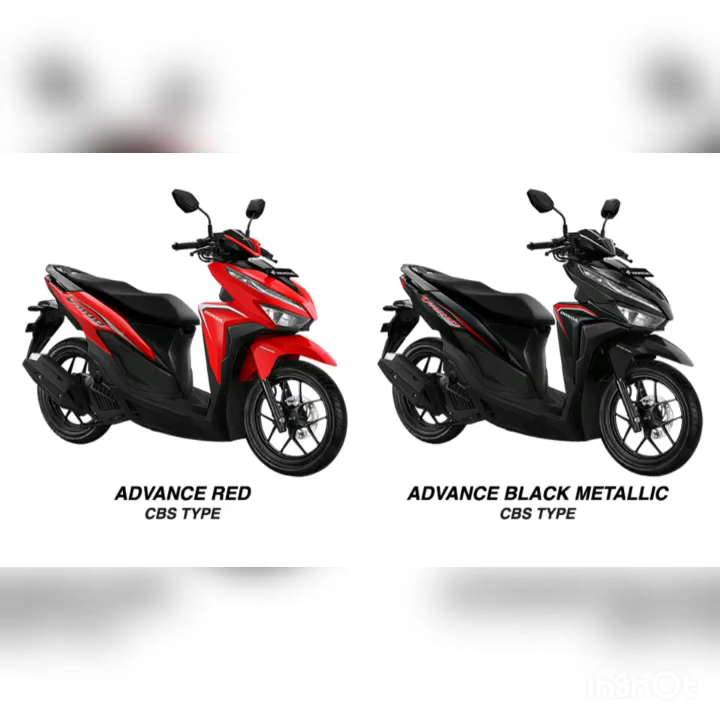 ADVANCE RED
CBS TYPE
ADVANCE BLACK METALLIC
CBS TYPE
InShOt